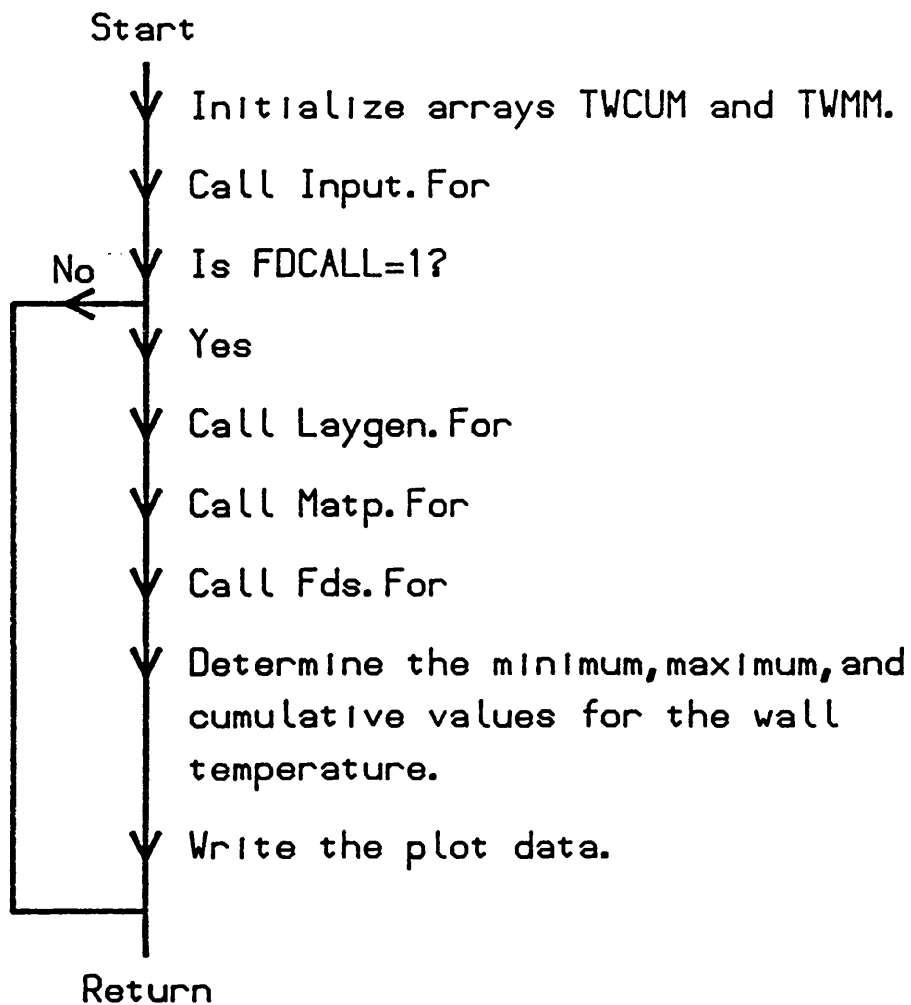 Start
Initialize arrays TWCUM and TWMM.
Call Input.For
Is FDCALL=1?
No
Yes
Call Laygen.For
Call Matp.For
Call Fds.For
Determine the minimum,maximum,and
cumulative values for the wall
temperature.
Write the plot data.
Return